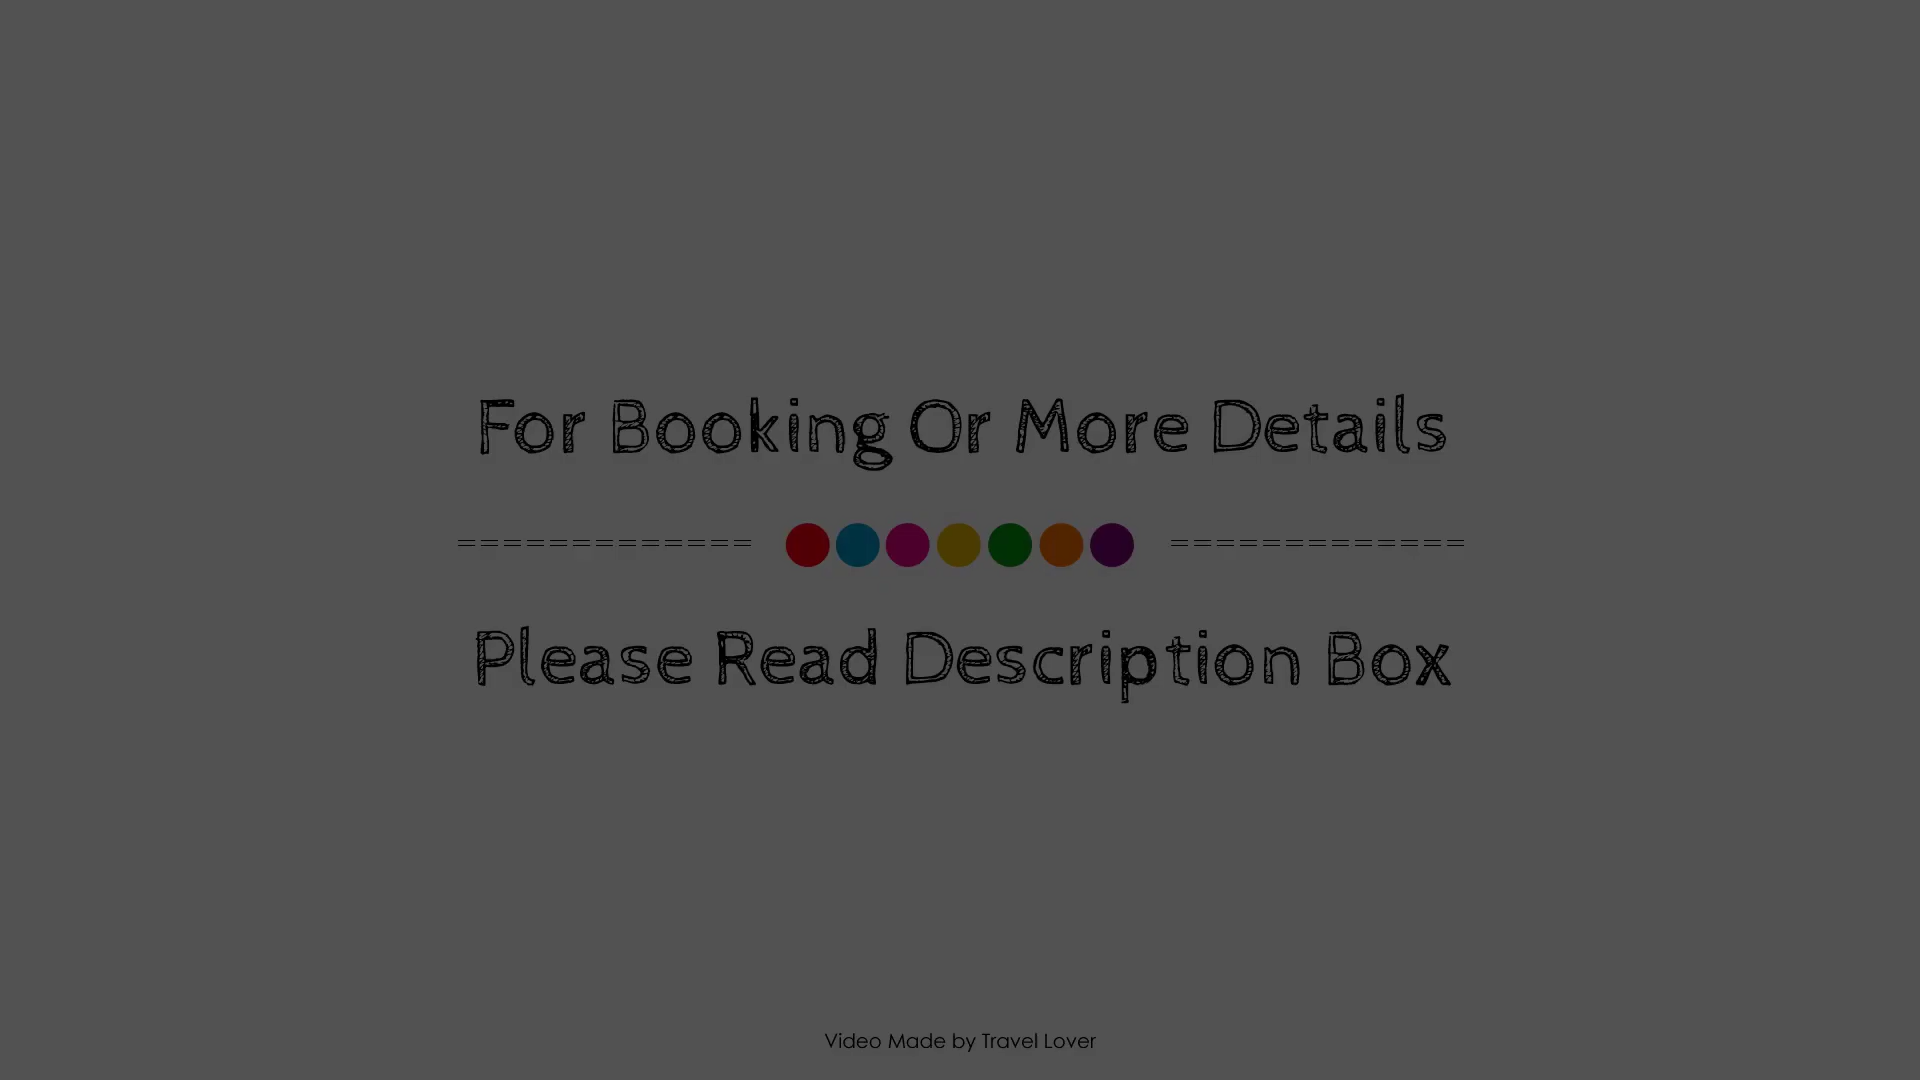 For Booking Or More Details
============= =============
Please Read Description Box
Video Made by Travel Lover